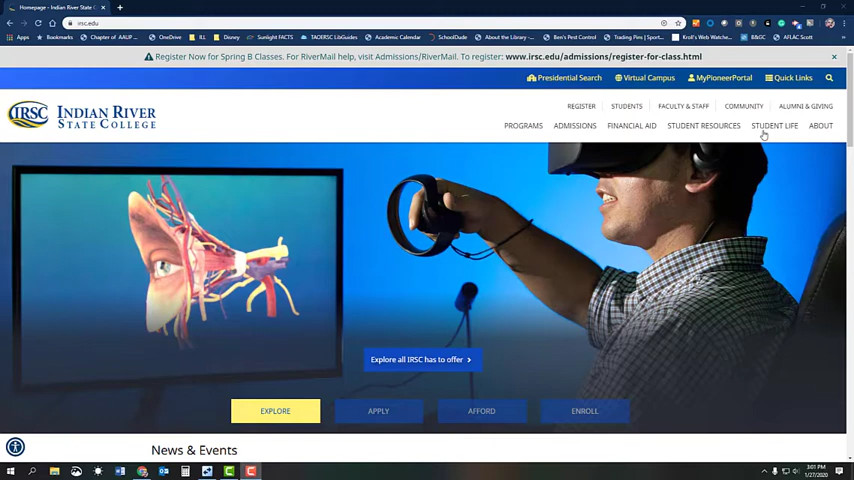 Homepage - Indian River State C
irsc.edu
Apps Bookmarks Chapter of AAUP ... OneDrive ILL Disney Sunlight FACTS TADERSC LibGuides Academic Calendar SchoolDude About the Library -... Ben's Pest Control Trading Pins | Sport... Kroll's Web Watche... B&GC AFLAC Scott
Register Now for Spring B Classes. For RiverMail help, visit Admissions/RiverMail. To register: www.irsc.edu/admissions/register-for-class.html
Presidential Search Virtual Campus MyPioneerPortal Quick Links
IRSC INDIAN RIVER
STATE COLLEGE
REGISTER STUDENTS FACULTY & STAFF COMMUNITY ALUMNI & GIVING
PROGRAMS ADMISSIONS FINANCIAL AID STUDENT RESOURCES STUDENT LIFE ABOUT
Explore all IRSC has to offer
EXPLORE APPLY AFFORD ENROLL
News & Events
3:01 PM
1/27/2020